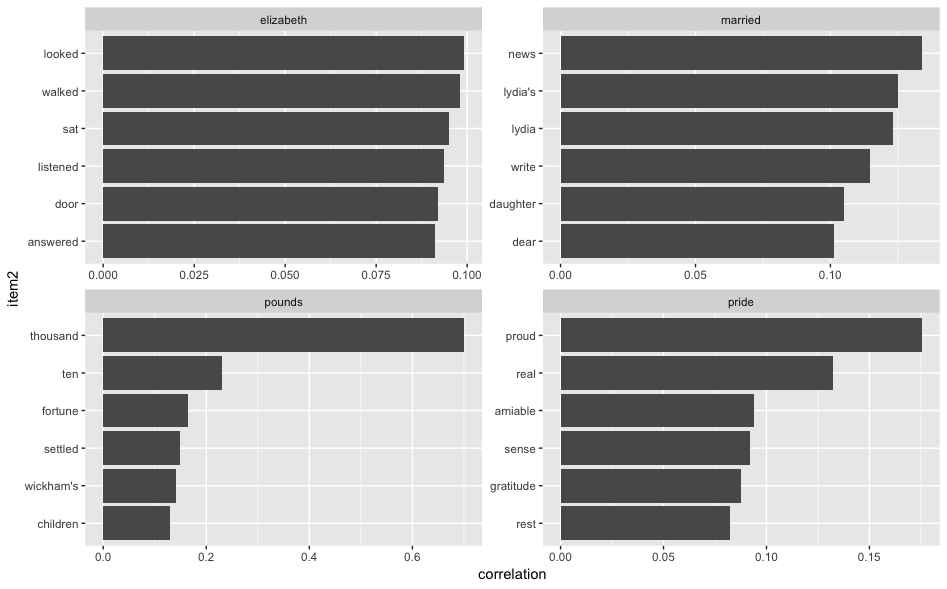 elizabeth
looked
walked
sat
listened
door
answered
0.000 0.025 0.050 0.075 0.100
married
news
lydia's
lydia
write
daughter
dear
0.00 0.05 0.10
pounds
thousand
ten
fortune
settled
wickham's
children
0.0 0.2 0.4 0.6
pride
proud
real
amiable
sense
gratitude
rest
0.00 0.05 0.10 0.15
item2
correlation